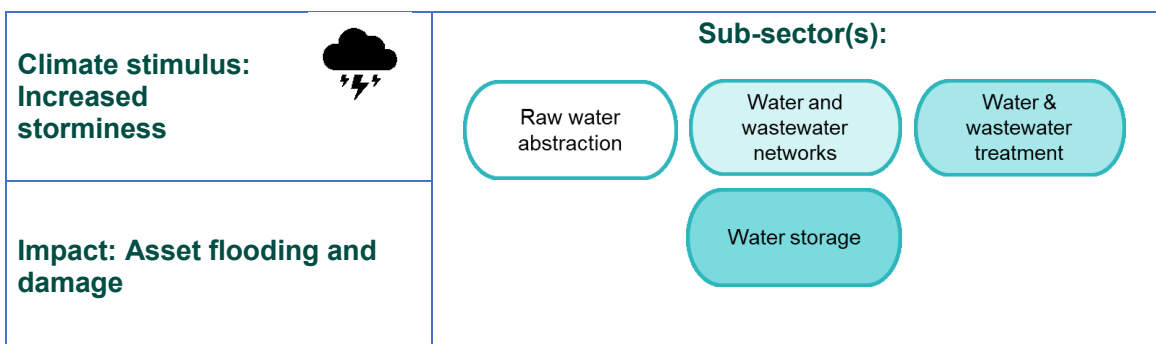 Climate stimulus:
Increased
storminess
Impact: Asset flooding and
damage
Sub-sector(s):
Raw water
abstraction
Water and
wastewater
networks
Water &
wastewater
treatment
Water storage